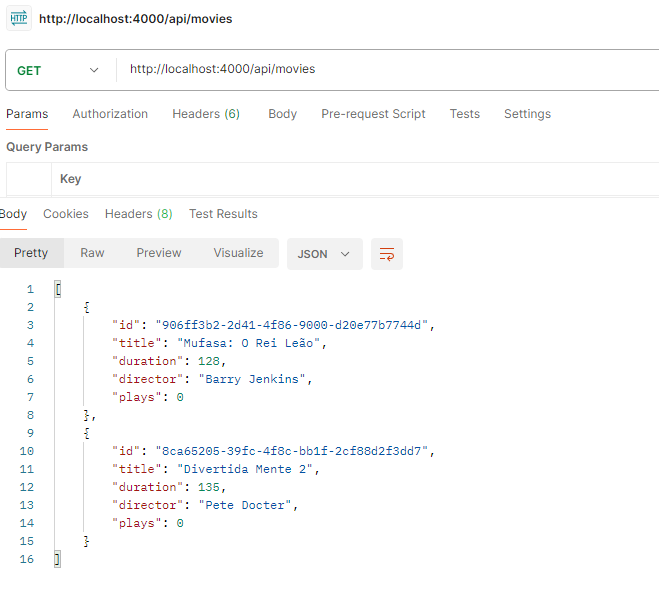 HTTP http://localhost:4000/api/movies
GET http://localhost:4000/api/movies
Params Authorization Headers (6) Body Pre-request Script Tests Settings
Query Params
Key
Body Cookies Headers (8) Test Results
Pretty Raw Preview Visualize JSON
1 [
2 {
3 "id": "906ff3b2-2d41-4f86-9000-d20e77b7744d",
4 "title": "Mufasa: O Rei Leão",
5 "duration": 128,
6 "director": "Barry Jenkins",
7 "plays": 0
8 },
9 {
10 "id": "8ca65205-39fc-4f8c-bb1f-2cf88d2f3dd7",
11 "title": "Divertida Mente 2",
12 "duration": 135,
13 "director": "Pete Docter",
14 "plays": 0
15 }
16 ]